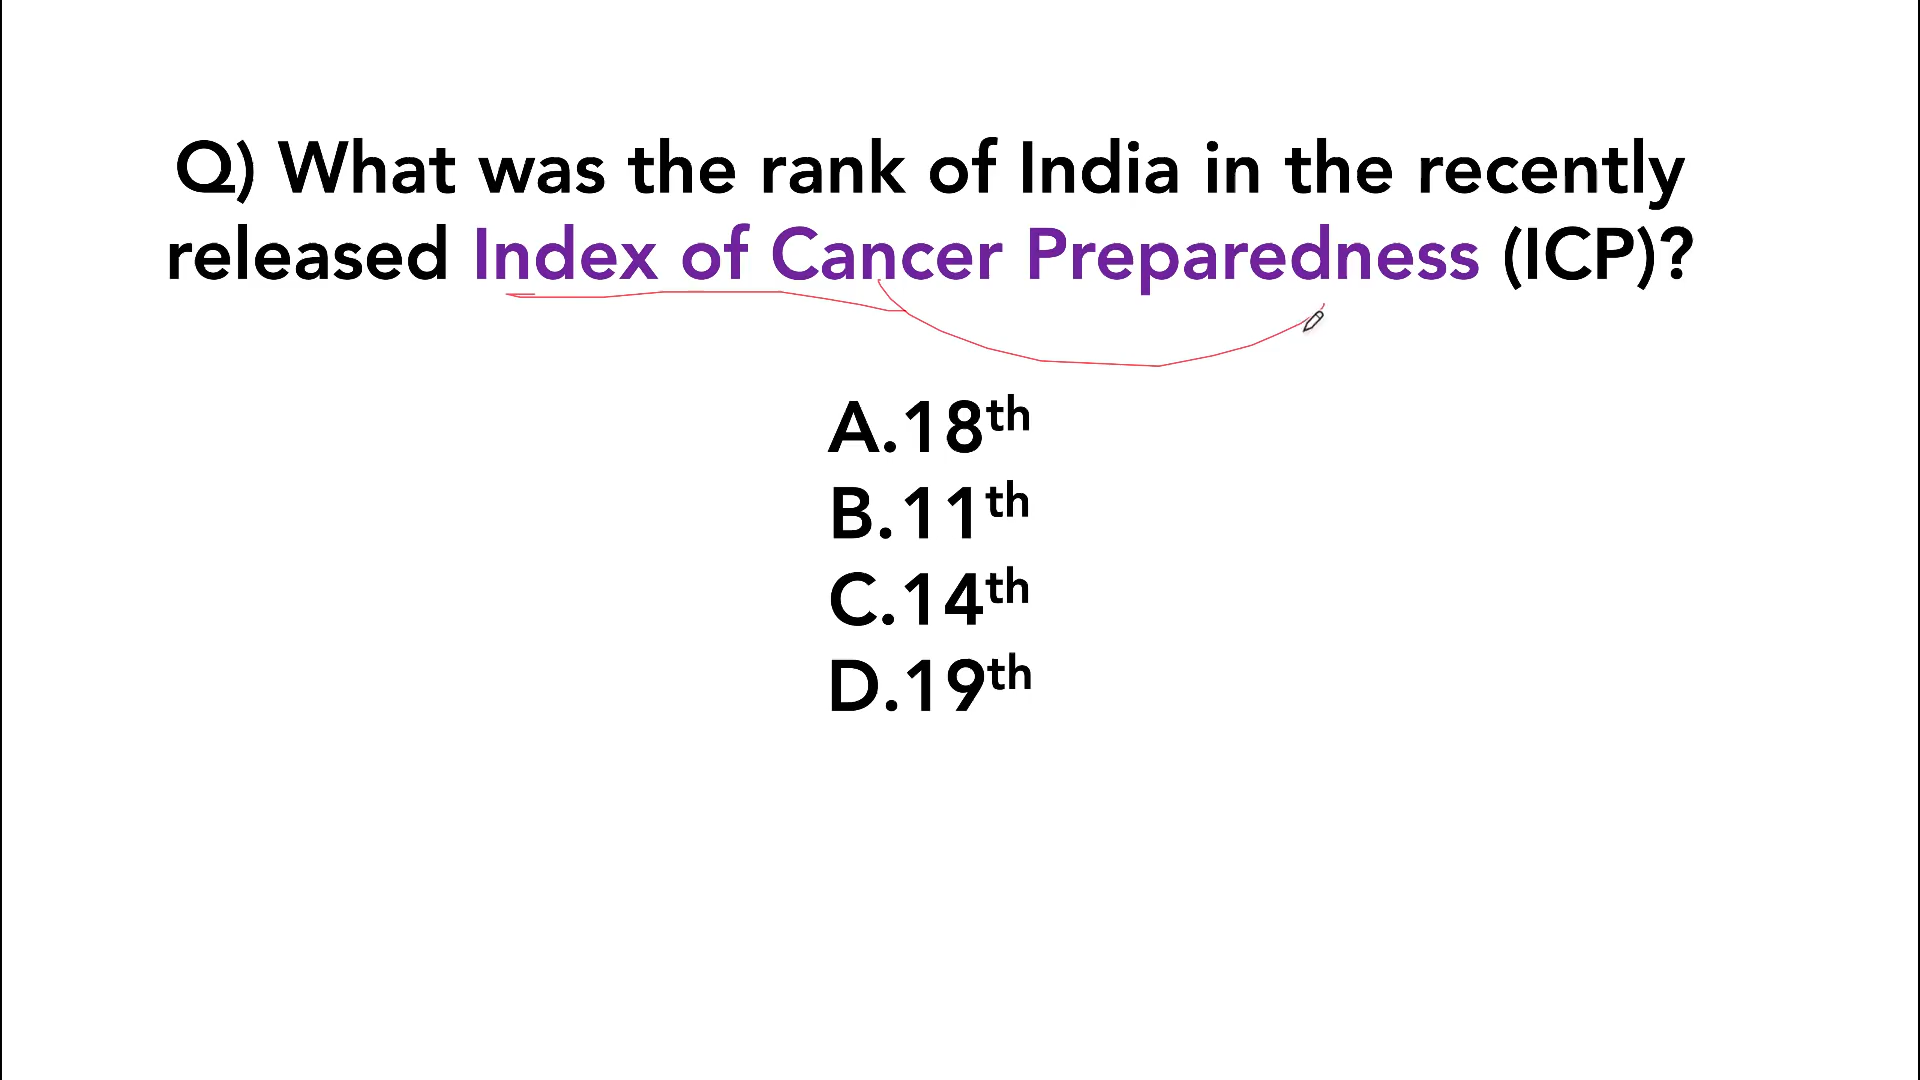 Q) What was the rank of India in the recently
released Index of Cancer Preparedness (ICP)?
A.18th
B.11th
C.14th
D.19th